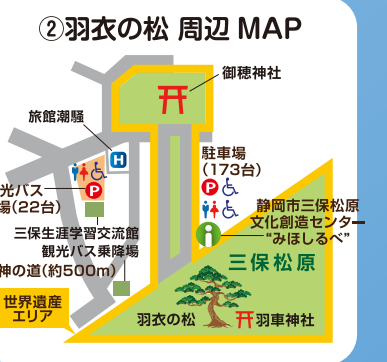 ②羽衣の松 周辺 MAP
御穂神社
旅館潮騒
H
駐車場
(173台)
P
光バス
P
場(22台)
静岡市三保松原
文化創造センター
“みほしるべ”
i
三保生涯学習交流館
観光バス乗降場
三保松原
神の道(約500m)
世界遺産
エリア
羽衣の松
羽車神社